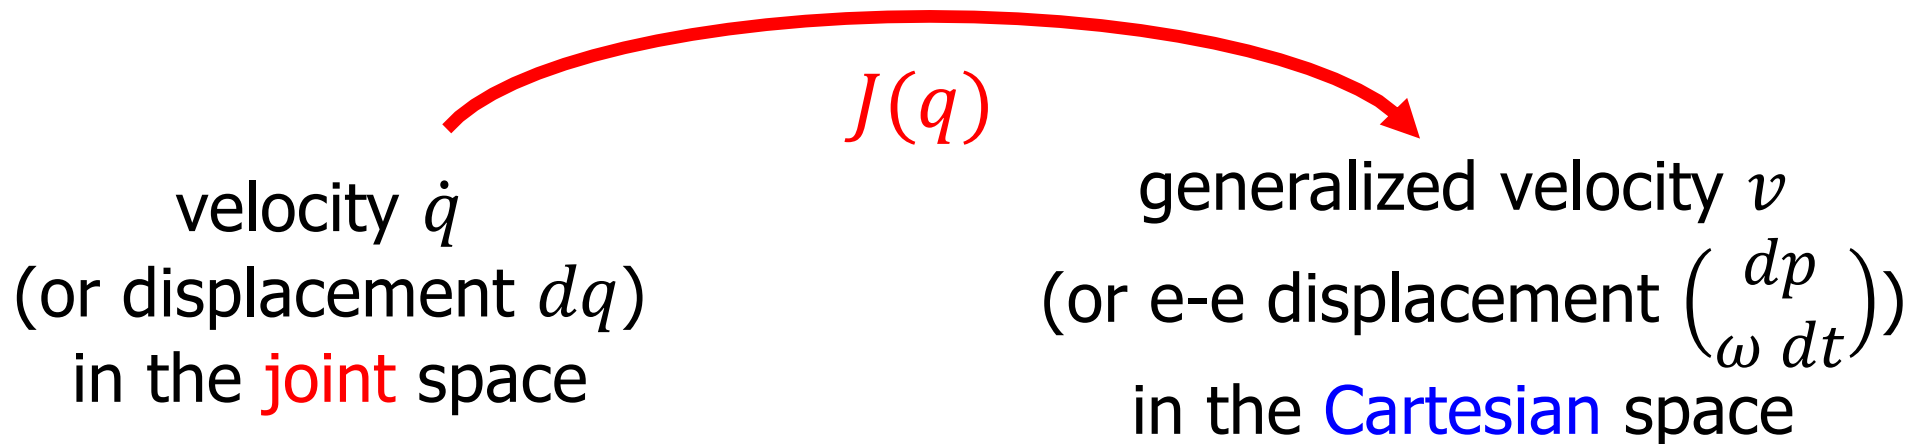 J(q)
velocity q̇
(or displacement dq)
in the joint space
generalized velocity v
(or e-e displacement (dp
ω dt))
in the Cartesian space